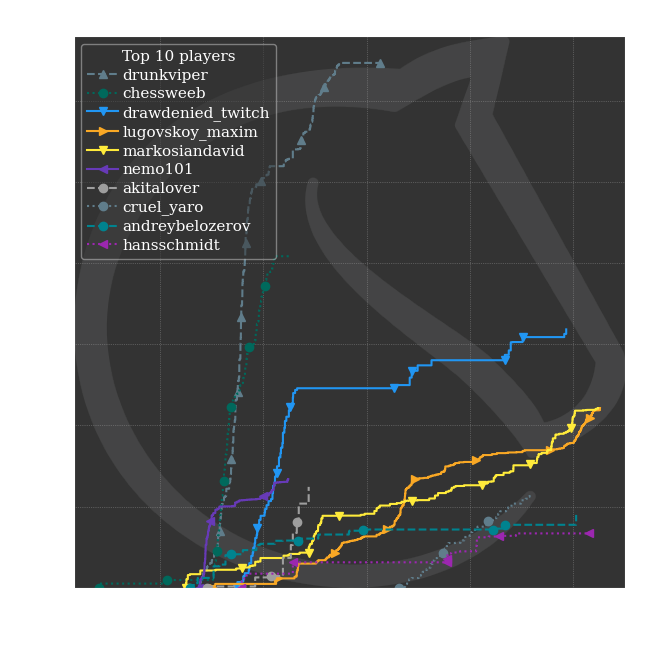 Top 10 players
drunkviper
chessweeb
drawdenied_twitch
lugovskoy_maxim
markosiandavid
nemo101
akitalover
cruel_yaro
andreybelozerov
hansschmidt